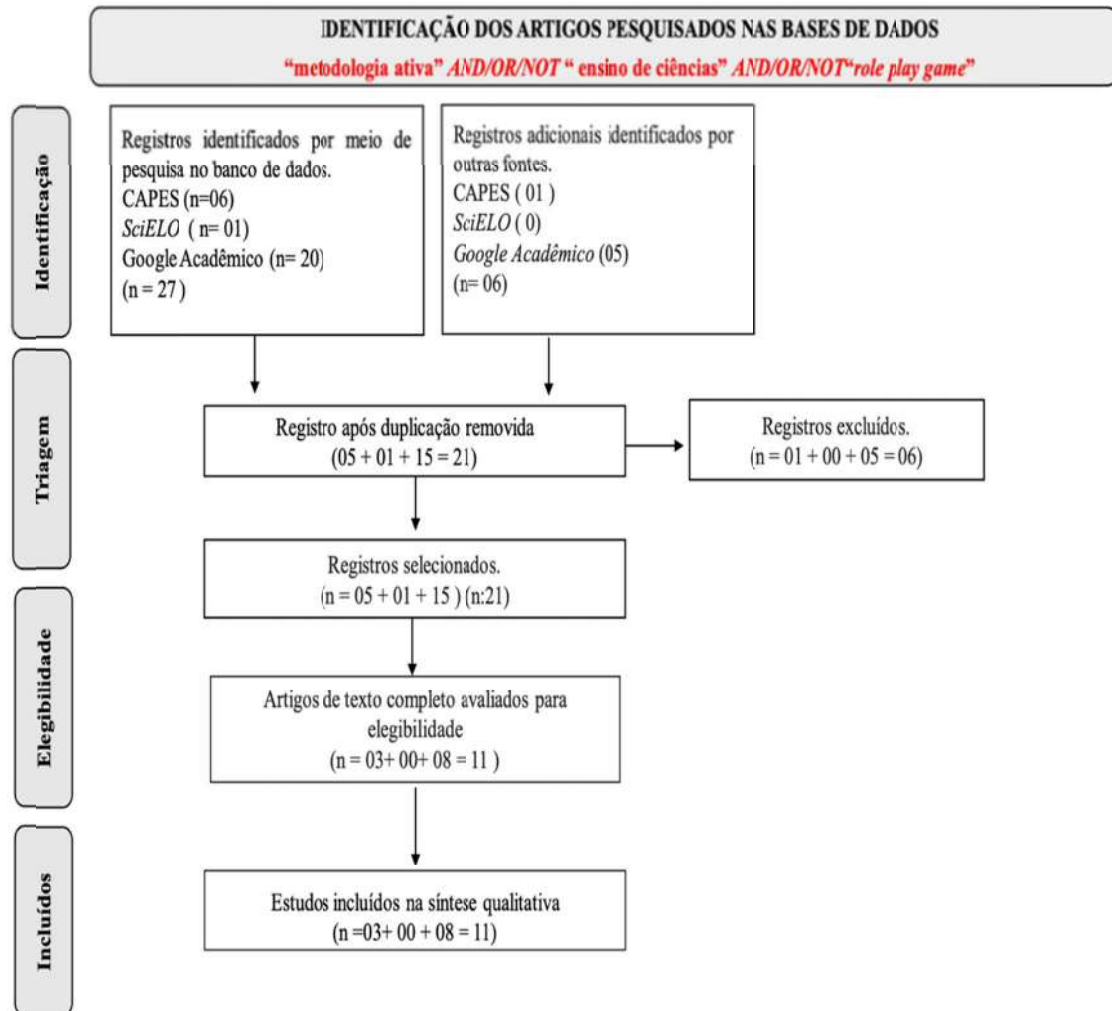 IDENTIFICAÇÃO DOS ARTIGOS PESQUISADOS NAS BASES DE DADOS
“metodologia ativa” AND/OR/NOT “ ensino de ciências” AND/OR/NOT“role play game”
Identificação
Registros identificados por meio de
pesquisa no banco de dados.
CAPES (n=06)
SciELO ( n= 01)
Google Acadêmico (n= 20)
(n = 27 )
Registros adicionais identificados por
outras fontes.
CAPES ( 01 )
SciELO ( 0)
Google Acadêmico (05)
(n= 06)
Triagem
Registro após duplicação removida
(05 + 01 + 15 = 21)
Registros excluídos.
(n = 01 + 00 + 05 = 06)
Registros selecionados.
(n = 05 + 01 + 15 ) (n:21)
Elegibilidade
Artigos de texto completo avaliados para
elegibilidade
(n = 03+ 00+ 08 = 11 )
Incluídos
Estudos incluídos na síntese qualitativa
(n =03+ 00 + 08 = 11)